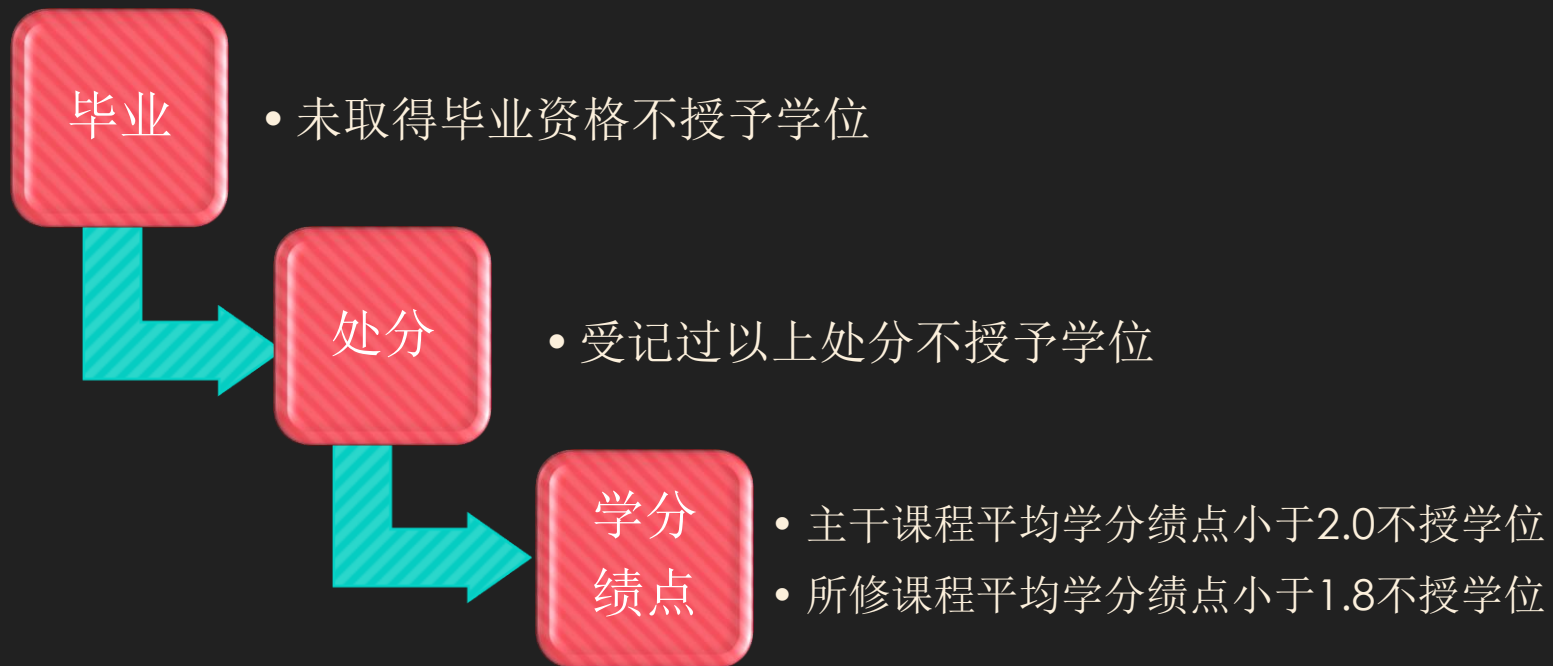 毕业
• 未取得毕业资格不授予学位
处分
• 受记过以上处分不授予学位
学分
绩点
• 主干课程平均学分绩点小于2.0不授学位
• 所修课程平均学分绩点小于1.8不授学位